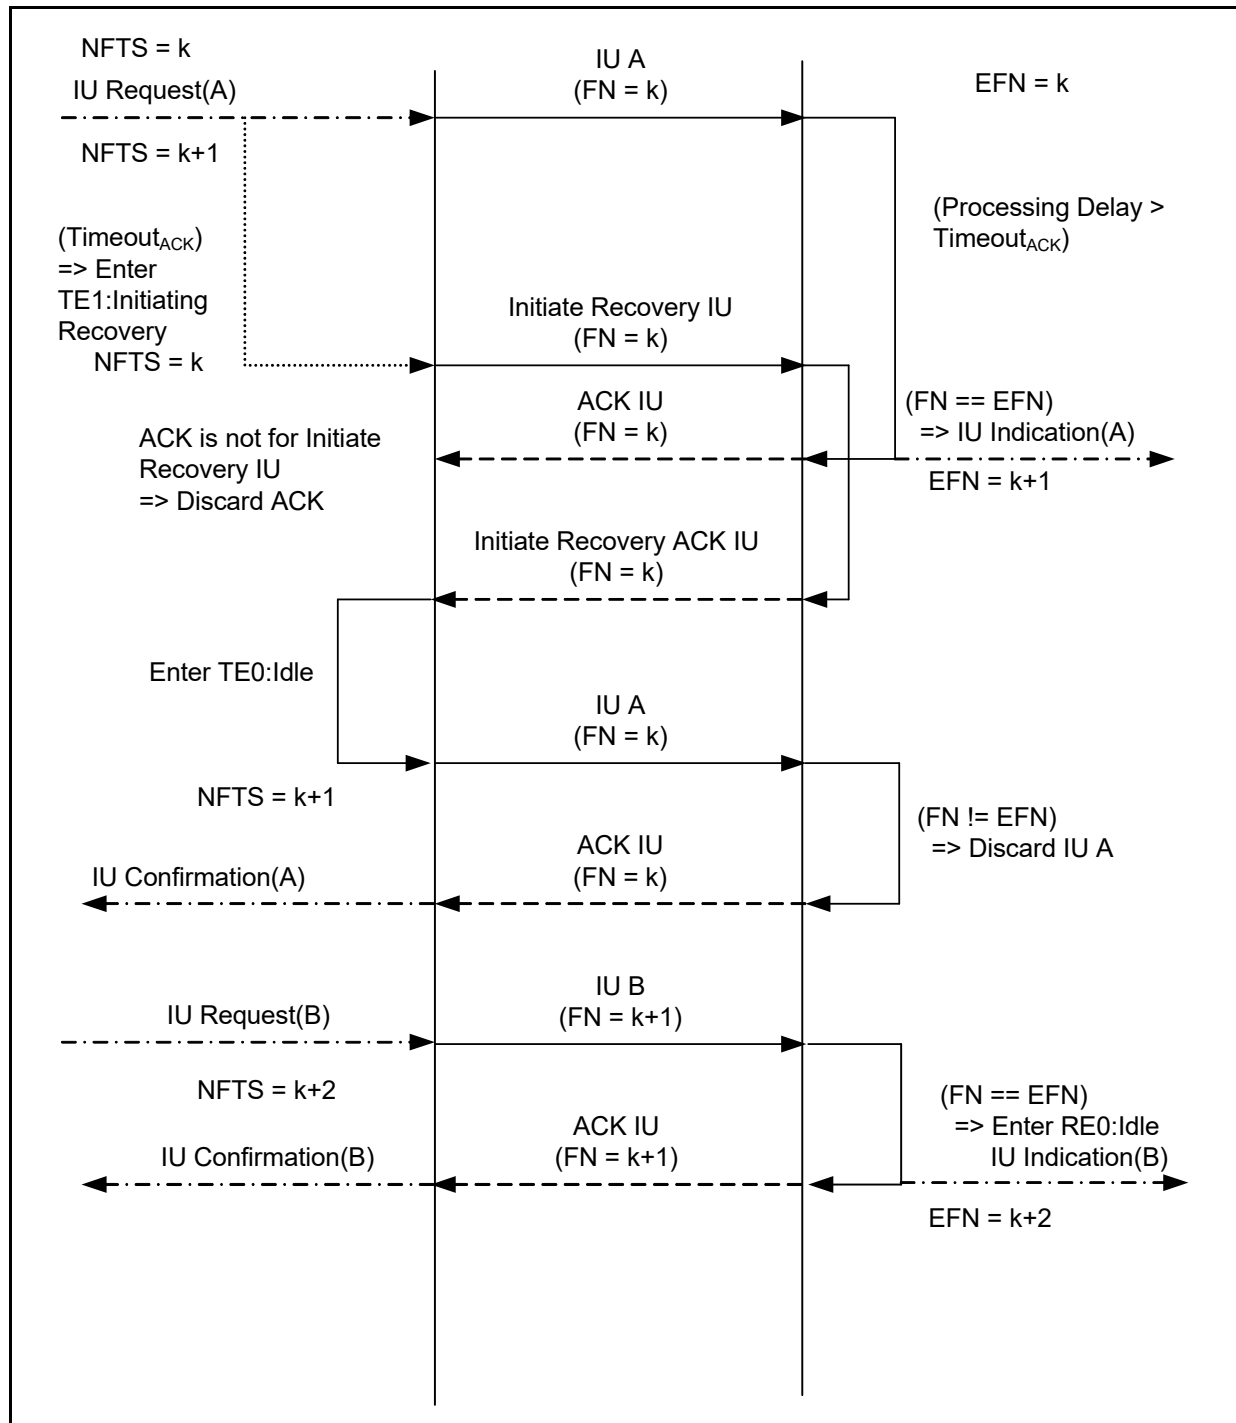 NFTS = k
IU Request(A)
NFTS = k+1
IU A
(FN = k)
EFN = k
(Processing Delay >
Timeout_ACK)
(Timeout_ACK)
=> Enter
TE1:Initiating
Recovery
NFTS = k
Initiate Recovery IU
(FN = k)
ACK IU
(FN = k)
(FN == EFN)
=> IU Indication(A)
EFN = k+1
ACK is not for Initiate
Recovery IU
=> Discard ACK
Initiate Recovery ACK IU
(FN = k)
Enter TE0:Idle
IU A
(FN = k)
NFTS = k+1
(FN != EFN)
=> Discard IU A
ACK IU
(FN = k)
IU Confirmation(A)
IU B
(FN = k+1)
IU Request(B)
NFTS = k+2
(FN == EFN)
=> Enter RE0:Idle
IU Indication(B)
ACK IU
(FN = k+1)
IU Confirmation(B)
EFN = k+2